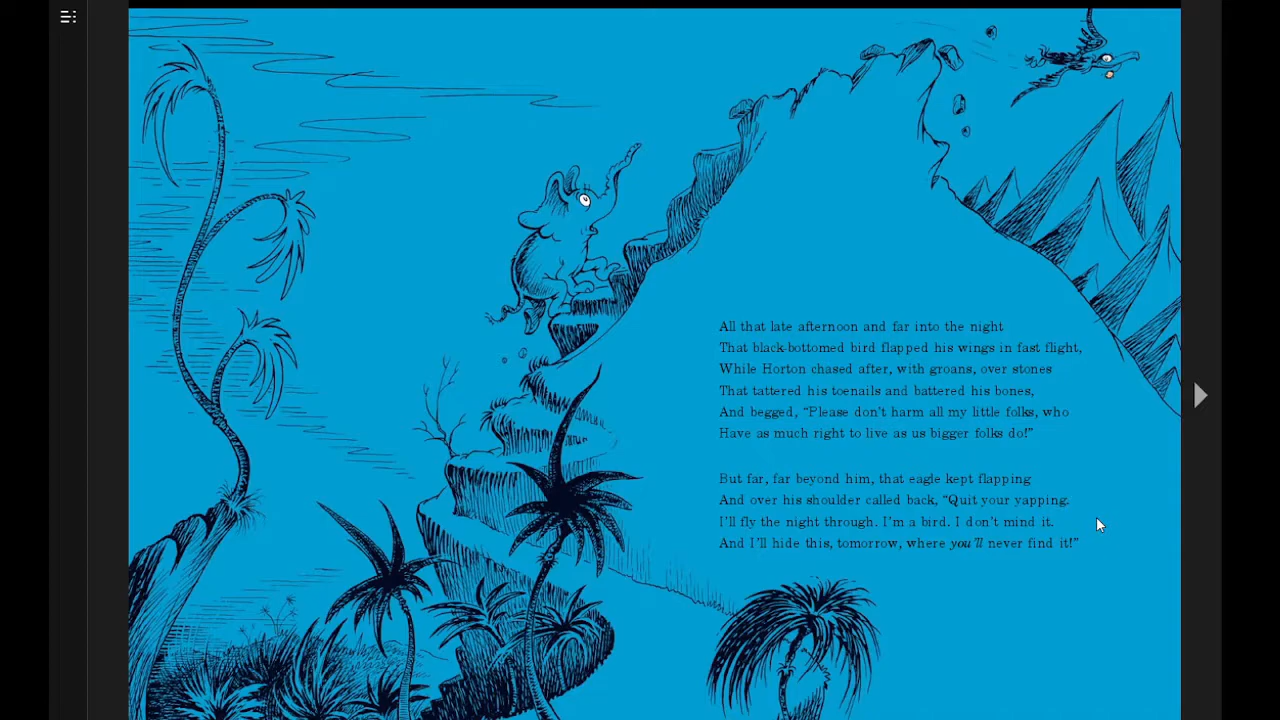 All that late afternoon and far into the night
That black-bottomed bird flapped his wings in fast flight,
While Horton chased after, with groans, over stones
That tattered his toenails and battered his bones,
And begged, “Please don’t harm all my little folks, who
Have as much right to live as us bigger folks do!”
But far, far beyond him, that eagle kept flapping
And over his shoulder called back, “Quit your yapping.
I’ll fly the night through. I’m a bird. I don’t mind it.
And I’ll hide this, tomorrow, where you’ll never find it!”